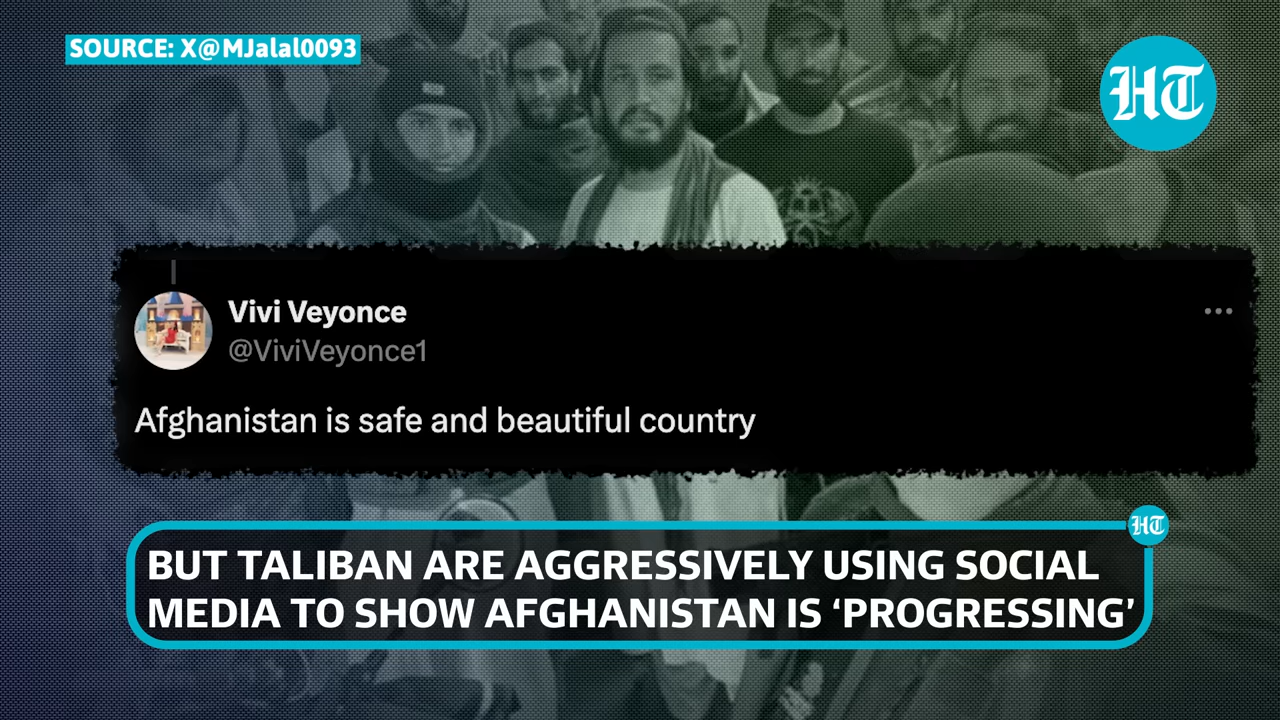 SOURCE: X@MJalal0093
HT
Vivi Veyonce
@ViviVeyonce1
Afghanistan is safe and beautiful country
HT
BUT TALIBAN ARE AGGRESSIVELY USING SOCIAL
MEDIA TO SHOW AFGHANISTAN IS ‘PROGRESSING’